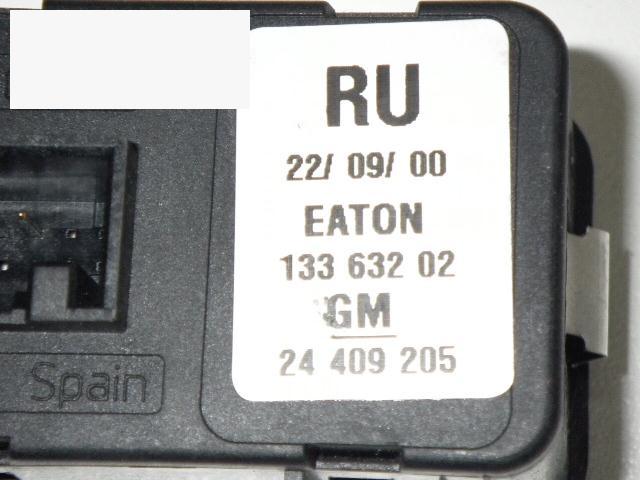 RU
22/ 09/ 00
EATON
133 632 02
GM
24 409 205
Spain